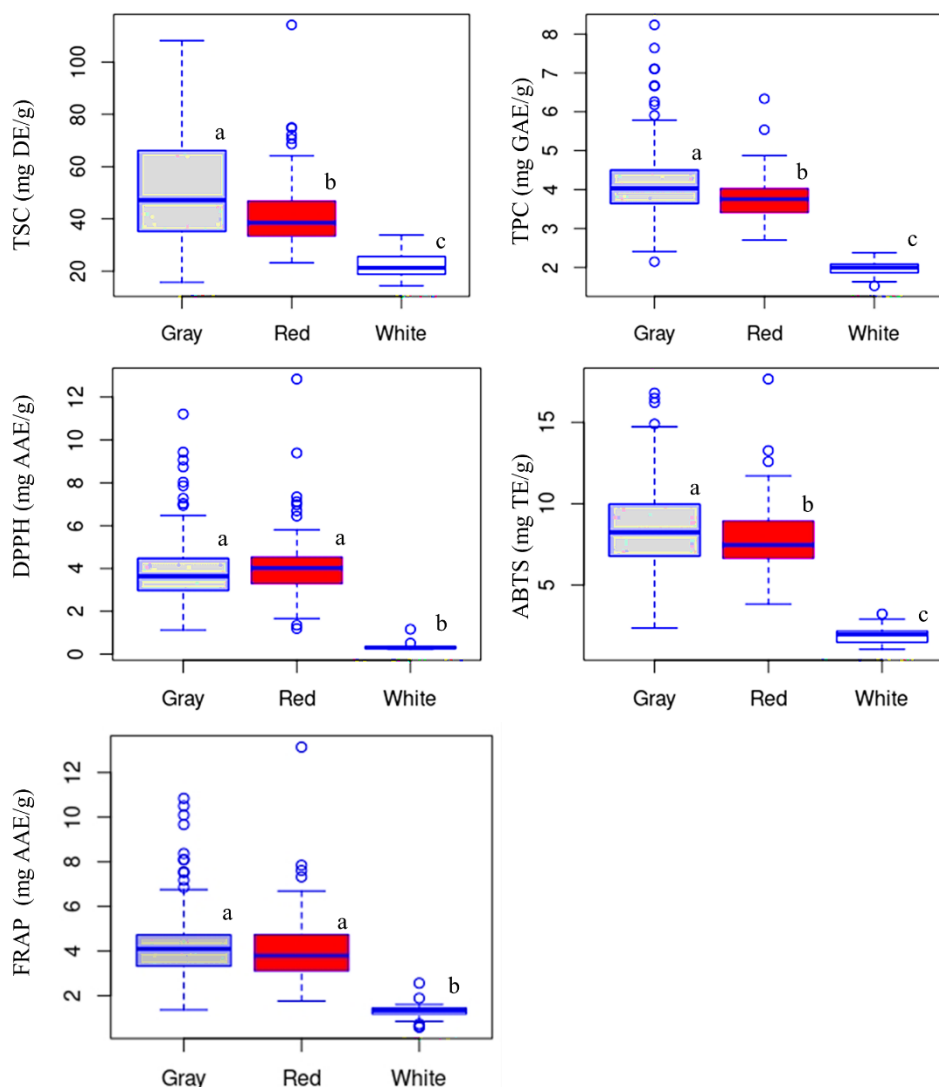 TSC (mg DE/g)
100
80
60
40
20
a
b
c
Gray Red White
TPC (mg GAE/g)
8
7
6
5
4
3
2
a
b
c
Gray Red White
DPPH (mg AAE/g)
12
10
8
6
4
2
0
a
a
b
Gray Red White
ABTS (mg TE/g)
15
10
5
a
b
c
Gray Red White
FRAP (mg AAE/g)
12
10
8
6
4
2
a
a
b
Gray Red White